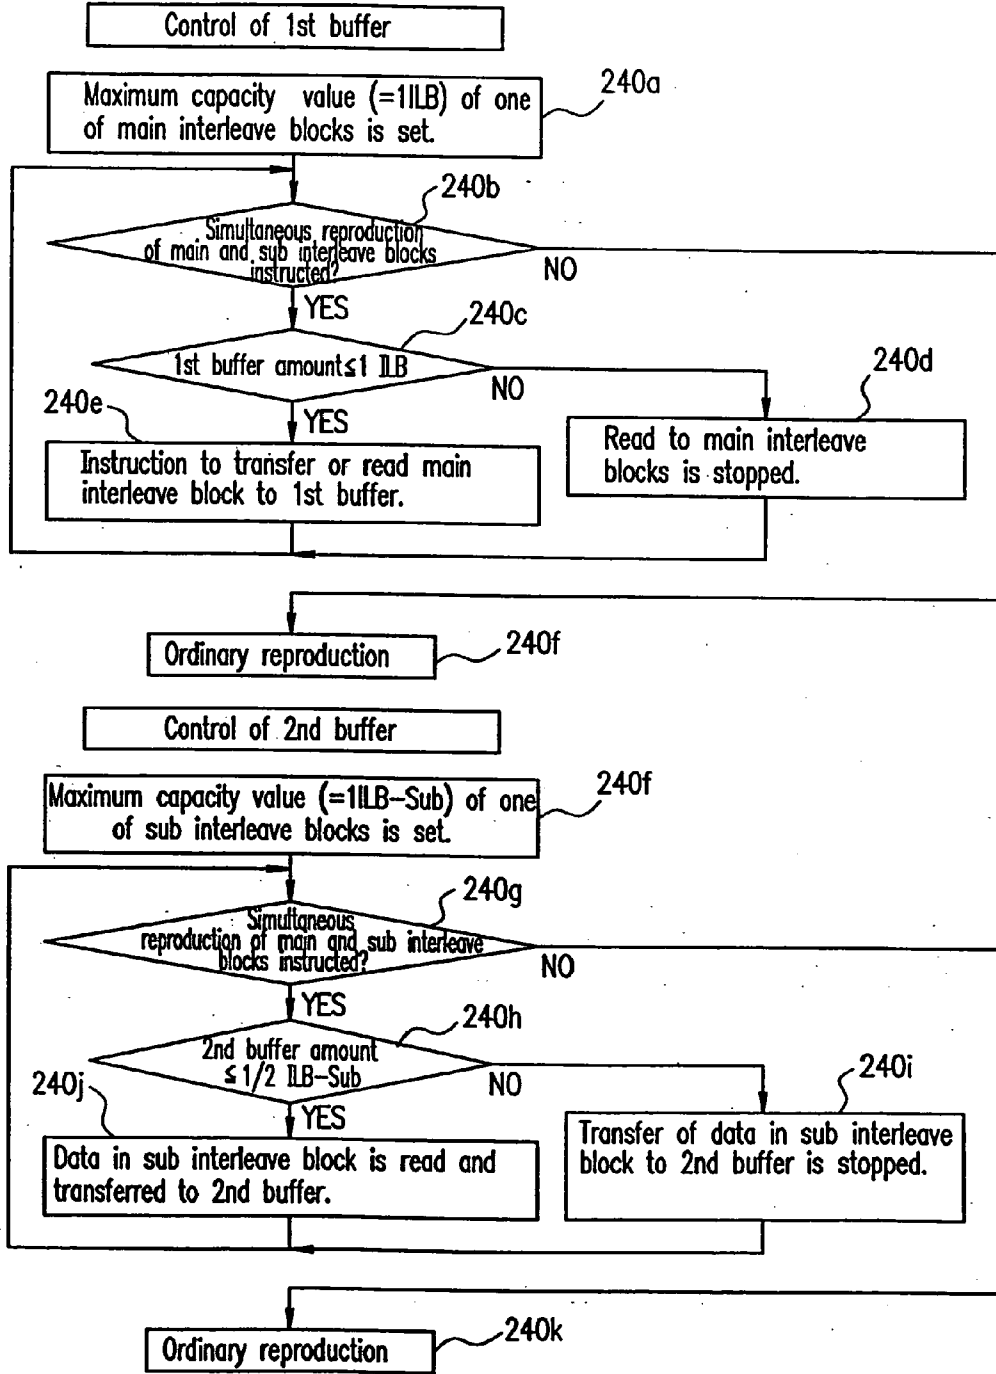 Control of 1st buffer
240a
Maximum capacity value (=1ILB) of one
of main interleave blocks is set.
240b
Simultaneous reproduction
of main and sub interleave blocks
instructed?
NO
YES
240c
1st buffer amount≦1 ILB
NO
240d
240e
YES
Read to main interleave
blocks is stopped.
Instruction to transfer or read main
interleave block to 1st buffer.
240f
Ordinary reproduction
Control of 2nd buffer
240f
Maximum capacity value (=1ILB-Sub) of one
of sub interleave blocks is set.
240g
Simultaneous
reproduction of main and sub interleave
blocks instructed?
NO
YES
240h
2nd buffer amount
≦1/2 ILB-Sub
NO
240i
240j
YES
Transfer of data in sub interleave
block to 2nd buffer is stopped.
Data in sub interleave block is read and
transferred to 2nd buffer.
240k
Ordinary reproduction